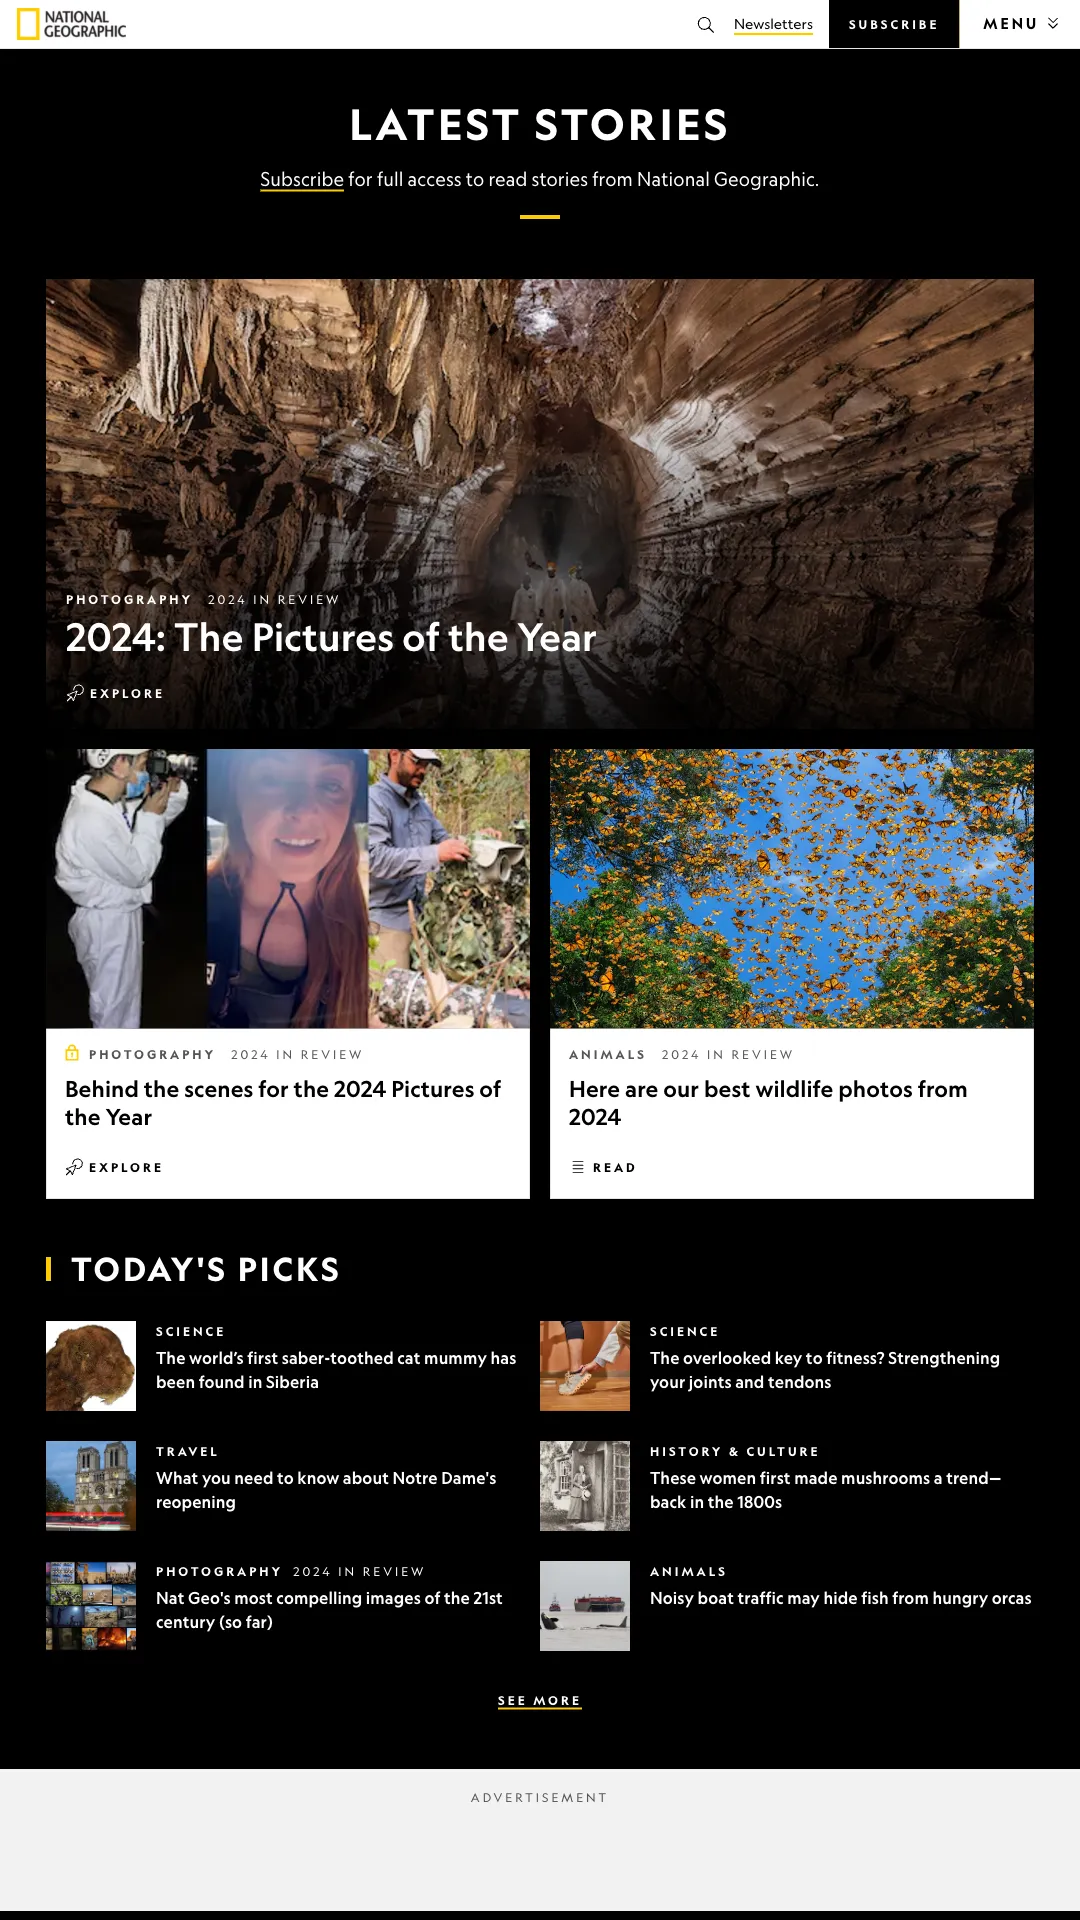 NATIONAL
GEOGRAPHIC
Newsletters
SUBSCRIBE
MENU
LATEST STORIES
Subscribe for full access to read stories from National Geographic.
PHOTOGRAPHY 2024 IN REVIEW
2024: The Pictures of the Year
EXPLORE
PHOTOGRAPHY 2024 IN REVIEW
Behind the scenes for the 2024 Pictures of
the Year
EXPLORE
ANIMALS 2024 IN REVIEW
Here are our best wildlife photos from
2024
READ
TODAY'S PICKS
SCIENCE
The world’s first saber-toothed cat mummy has
been found in Siberia
SCIENCE
The overlooked key to fitness? Strengthening
your joints and tendons
TRAVEL
What you need to know about Notre Dame's
reopening
HISTORY & CULTURE
These women first made mushrooms a trend—
back in the 1800s
PHOTOGRAPHY 2024 IN REVIEW
Nat Geo's most compelling images of the 21st
century (so far)
ANIMALS
Noisy boat traffic may hide fish from hungry orcas
SEE MORE
ADVERTISEMENT